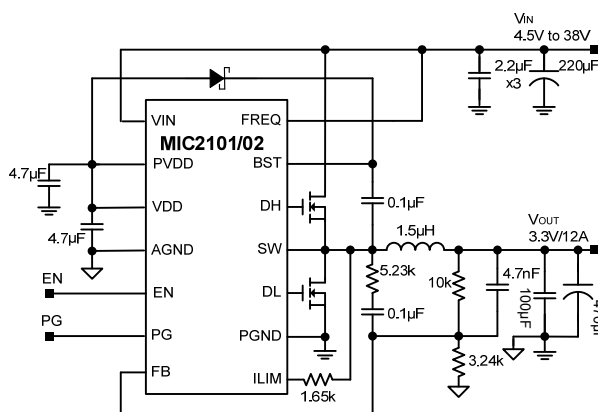 VIN
4.5V to 38V
2.2µF
x3
220µF
VIN
FREQ
MIC2101/02
PVDD
BST
4.7µF
VDD
DH
0.1µF
4.7µF
1.5µH
VOUT
3.3V/12A
AGND
SW
5.23k
10k
4.7nF
100µF
EN
EN
DL
0.1µF
PG
PG
PGND
3.24k
FB
ILIM
1.65k